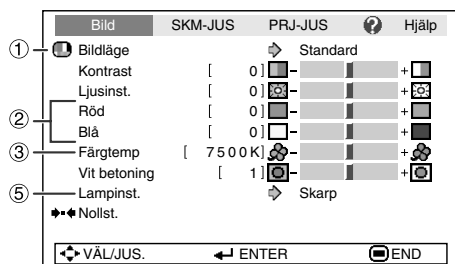 Bild SKM-JUS PRJ-JUS ? Hjälp
① Bildläge Standard
Kontrast [ 0] - +
Ljusinst. [ 0] - +
② Röd [ 0] - +
Blå [ 0] - +
③ Färgtemp [ 7500K] - +
Vit betoning [ 1] - +
⑤ Lampinst. Skarp
Nollst.
VÄL/JUS. ENTER END